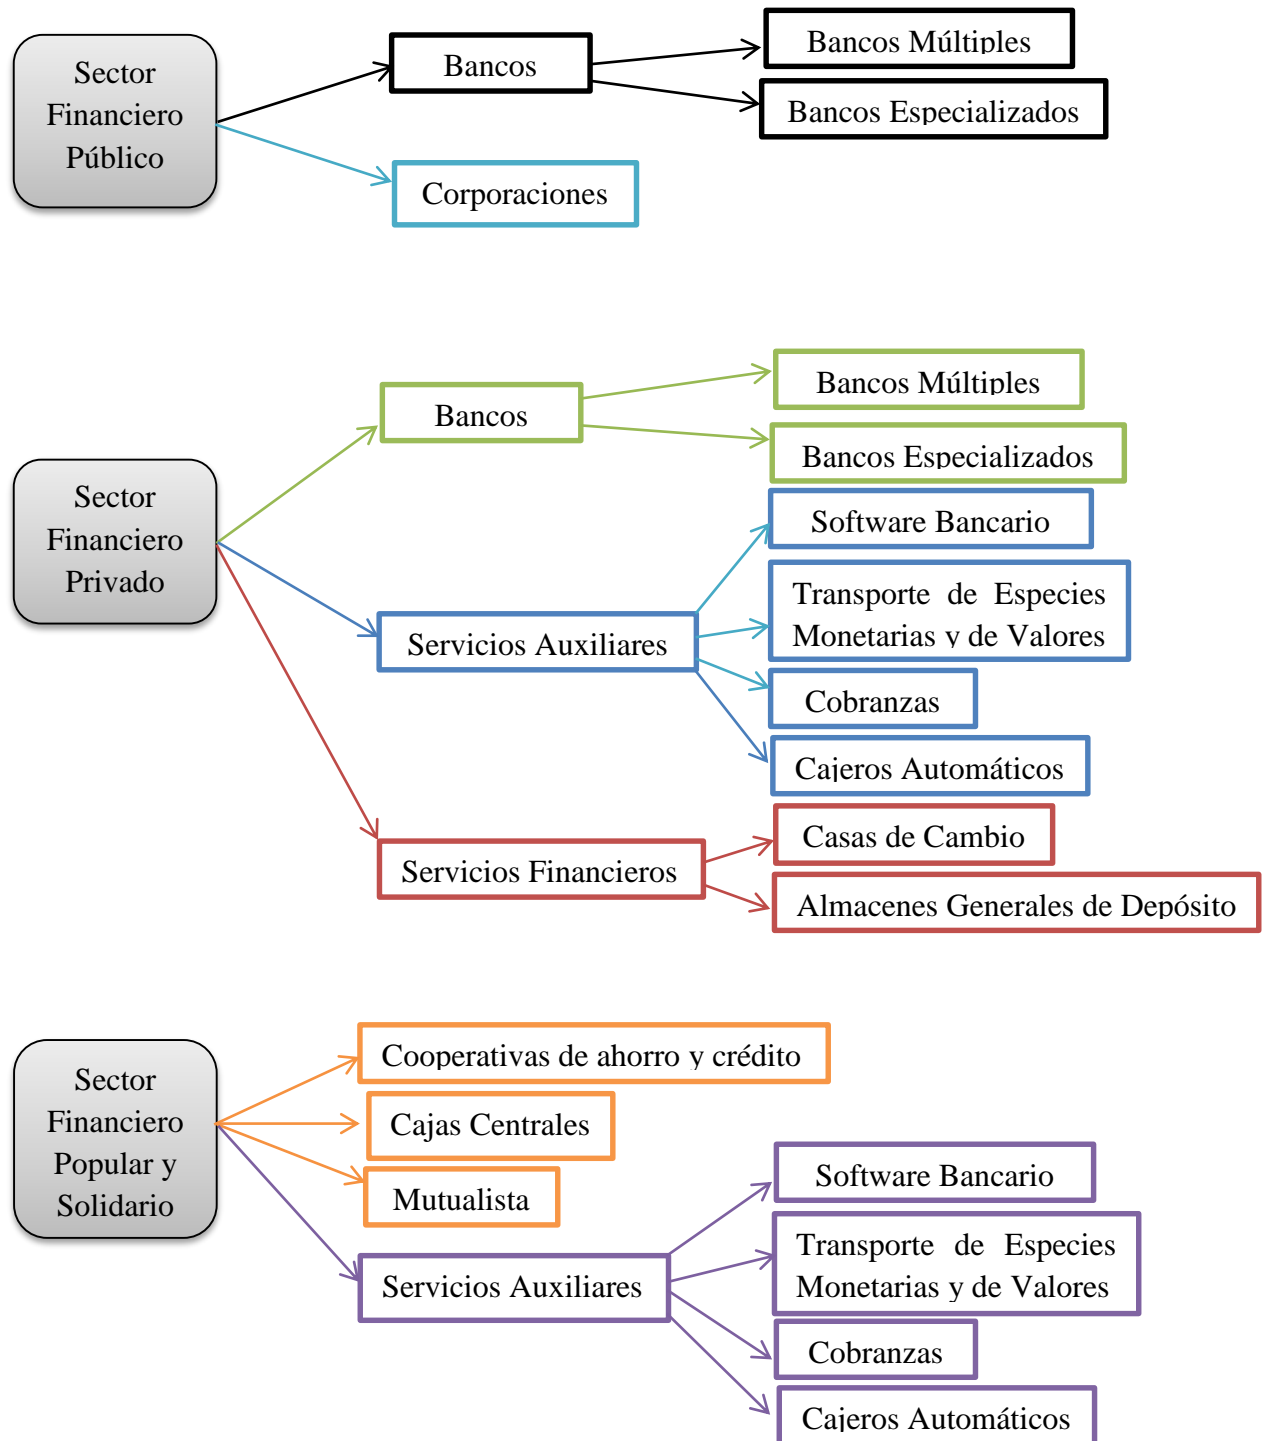 Sector
Financiero
Público
Bancos
Bancos Múltiples
Bancos Especializados
Corporaciones
Sector
Financiero
Privado
Bancos
Bancos Múltiples
Bancos Especializados
Servicios Auxiliares
Software Bancario
Transporte de Especies
Monetarias y de Valores
Cobranzas
Cajeros Automáticos
Servicios Financieros
Casas de Cambio
Almacenes Generales de Depósito
Sector
Financiero
Popular y
Solidario
Cooperativas de ahorro y crédito
Cajas Centrales
Mutualista
Servicios Auxiliares
Software Bancario
Transporte de Especies
Monetarias y de Valores
Cobranzas
Cajeros Automáticos